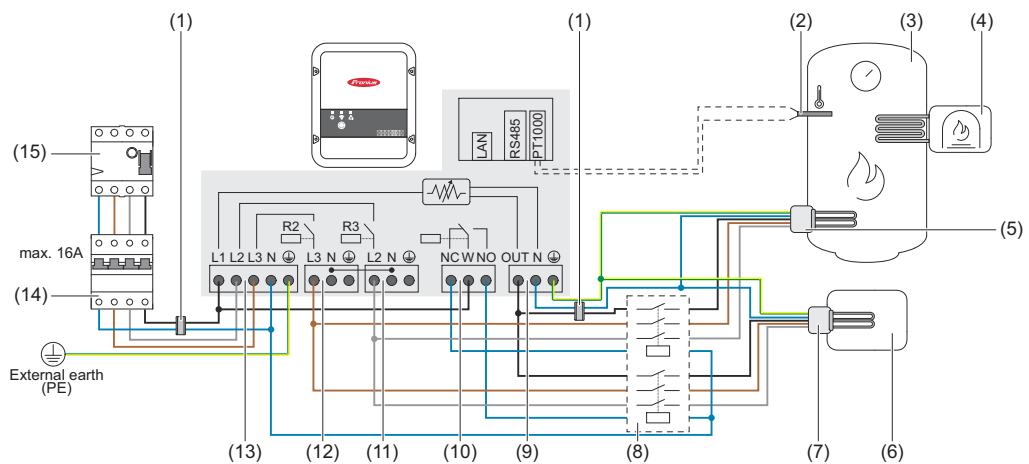 (1)
(1)
(2)
(3)
(4)
Fronius
LAN
RS485
PT1000
(15)
R2
R3
(5)
max. 16A
L1 L2 L3 N
L3 N
L2 N
NC W NO
OUT N
(14)
External earth
(PE)
(13)
(12)
(11)
(10)
(9)
(8)
(7)
(6)